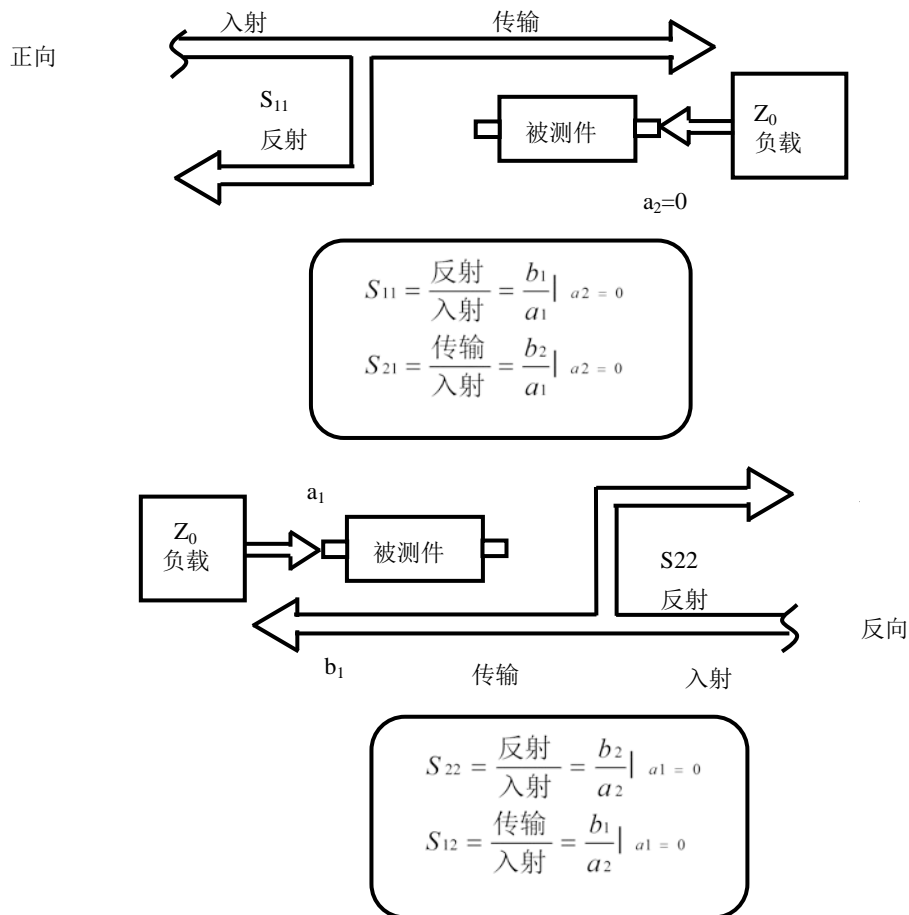 入射 传输
正向
S₁₁
反射
被测件
Z₀
负载
a₂=0
S₁₁ = 反射/入射 = b₁/a₁| a2 = 0
S₂₁ = 传输/入射 = b₂/a₁| a2 = 0
a₁
Z₀
负载
被测件
S22
反射
反向
b₁
传输 入射
S₂₂ = 反射/入射 = b₂/a₂| a1 = 0
S₁₂ = 传输/入射 = b₁/a₂| a1 = 0